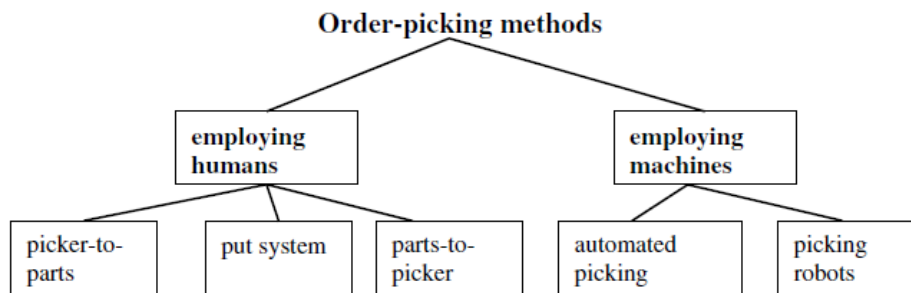 Order-picking methods
employing
humans
employing
machines
picker-to-
parts
put system
parts-to-
picker
automated
picking
picking
robots